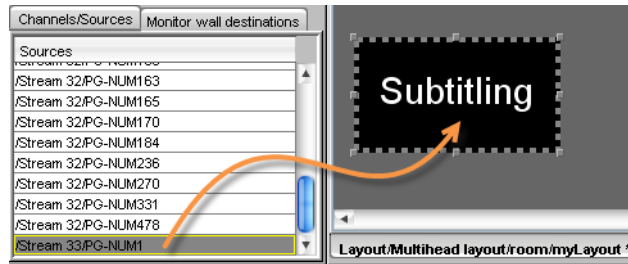 Channels/Sources
Monitor wall destinations
Sources
/Stream 32/PG-NUM163
/Stream 32/PG-NUM165
/Stream 32/PG-NUM170
/Stream 32/PG-NUM184
/Stream 32/PG-NUM236
/Stream 32/PG-NUM270
/Stream 32/PG-NUM331
/Stream 32/PG-NUM478
/Stream 33/PG-NUM1
Subtitling
Layout/Multihead layout/room/myLayout *